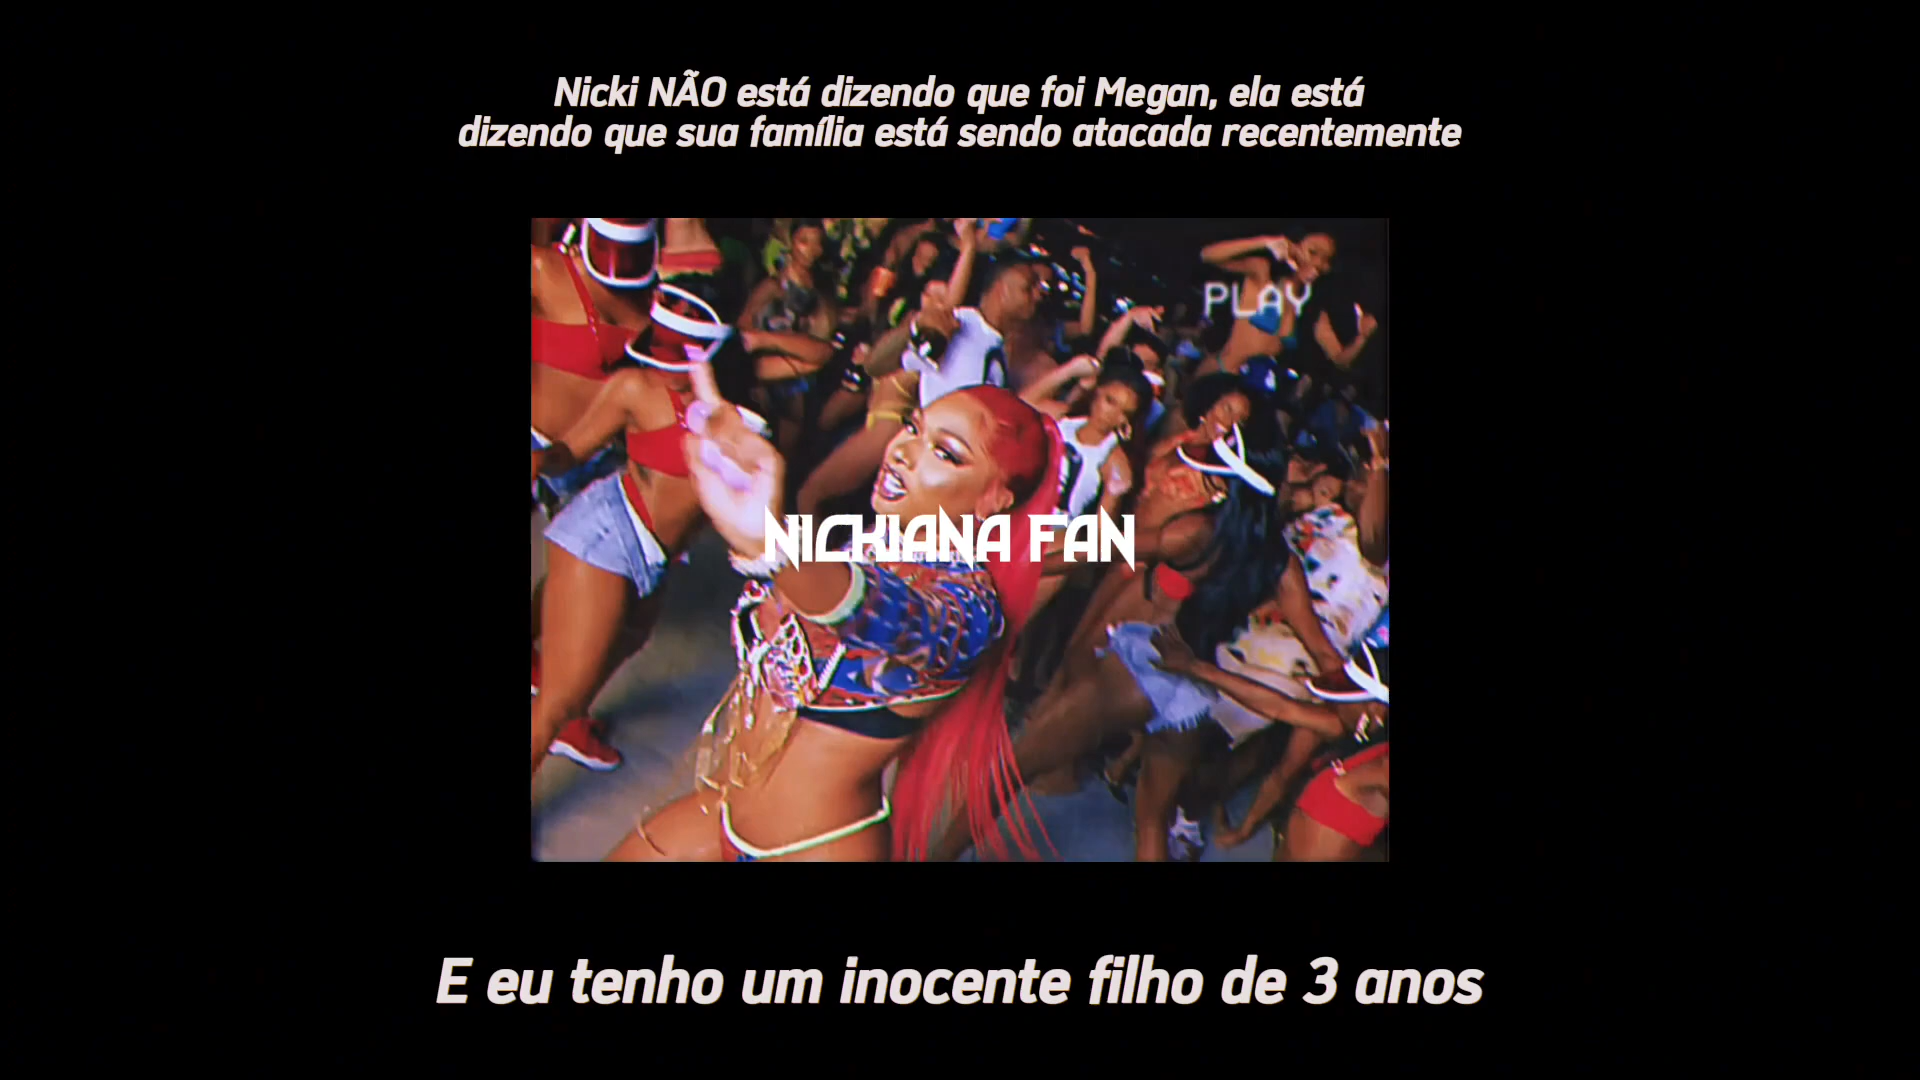 Nicki NÃO está dizendo que foi Megan, ela está
dizendo que sua família está sendo atacada recentemente
PLAY
NICKIANA FAN
E eu tenho um inocente filho de 3 anos